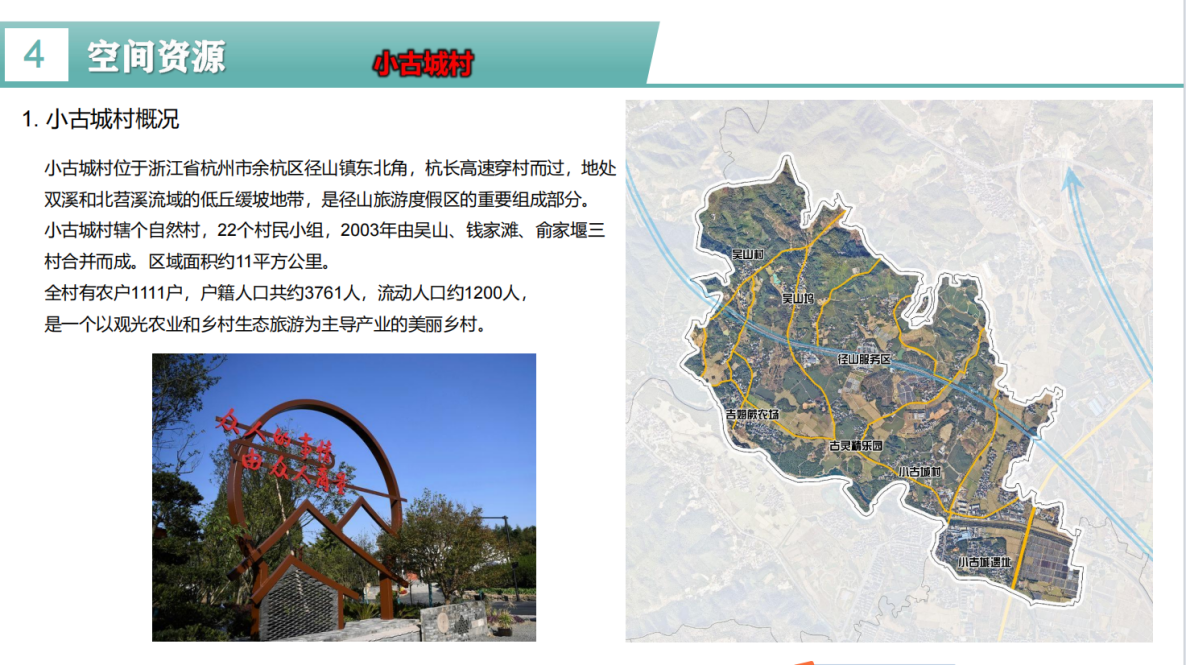 4
空间资源
小古城村
1. 小古城村概况
小古城村位于浙江省杭州市余杭区径山镇东北角，杭长高速穿村而过，地处
双溪和北苕溪流域的低丘缓坡地带，是径山旅游度假区的重要组成部分。
小古城村辖个自然村，22个村民小组，2003年由吴山、钱家滩、俞家堰三
村合并而成。区域面积约11平方公里。
全村有农户1111户，户籍人口共约3761人，流动人口约1200人，
是一个以观光农业和乡村生态旅游为主导产业的美丽乡村。
众人的事情
由众人商量
吴山村
吴山坞
径山服务区
吉姆蕨农场
古灵精乐园
小古城村
小古城遗址